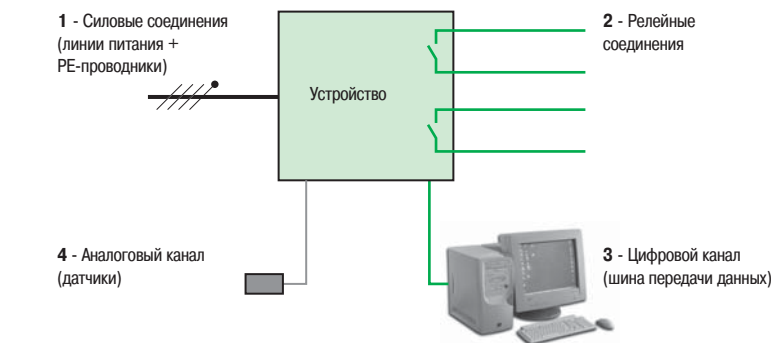 1 - Силовые соединения
(линии питания +
PE-проводники)
2 - Релейные
соединения
Устройство
4 - Аналоговый канал
(датчики)
3 - Цифровой канал
(шина передачи данных)